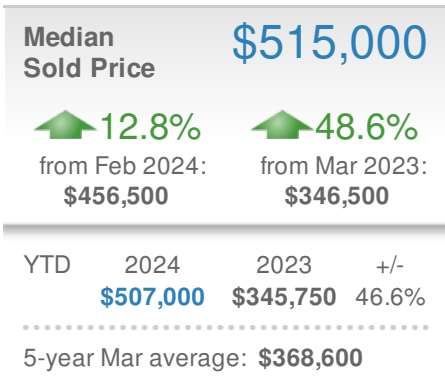 Median $515,000
Sold Price
12.8% 48.6%
from Feb 2024: from Mar 2023:
$456,500 $346,500
YTD 2024 2023 +/-
$507,000 $345,750 46.6%
5-year Mar average: $368,600